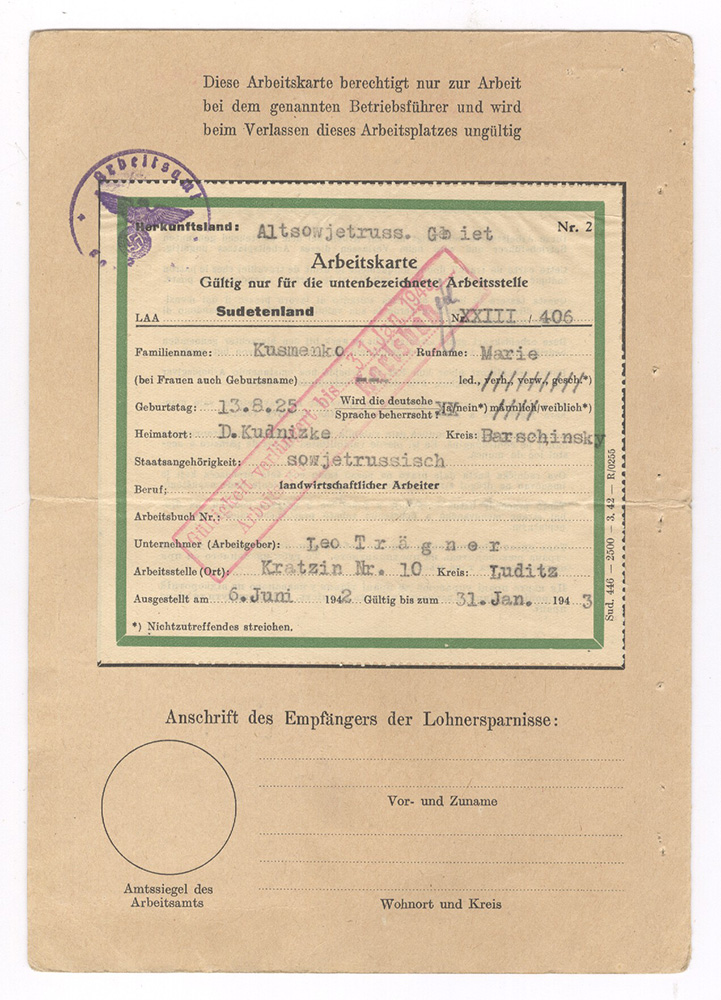 Diese Arbeitskarte berechtigt nur zur Arbeit
bei dem genannten Betriebsführer und wird
beim Verlassen dieses Arbeitsplatzes ungültig
Arbeitsamt
Herkunftsland: Altsowjetruss. Gebiet Nr. 2
Arbeitskarte
Gültig nur für die untenbezeichnete Arbeitsstelle
LAA Sudetenland Nr. XXIII / 406
Familienname: Kusmenko Rufname: Marie
(bei Frauen auch Geburtsname) led., verh., verw., gesch.*)
Geburtstag: 13.8.25 Wird die deutsche Sprache beherrscht? (ja/nein*) männlich/weiblich*)
Heimatort: D.Kudnizke Kreis: Barschinsky
Staatsangehörigkeit: sowjetrussisch
Beruf: landwirtschaftlicher Arbeiter
Arbeitsbuch Nr.:
Unternehmer (Arbeitgeber): Leo Trägner
Arbeitsstelle (Ort): Kratzin Nr. 10 Kreis: Luditz
Ausgestellt am 6.Juni 1942 Gültig bis zum 31.Jan. 1943
*) Nichtzutreffendes streichen.
Gültigkeit verlängert bis 31. Jan.
Sud. 446 — 2500 — 3. 42 — R/0255
Anschrift des Empfängers der Lohnersparnisse:
Vor- und Zuname
Amtssiegel des
Arbeitsamts
Wohnort und Kreis